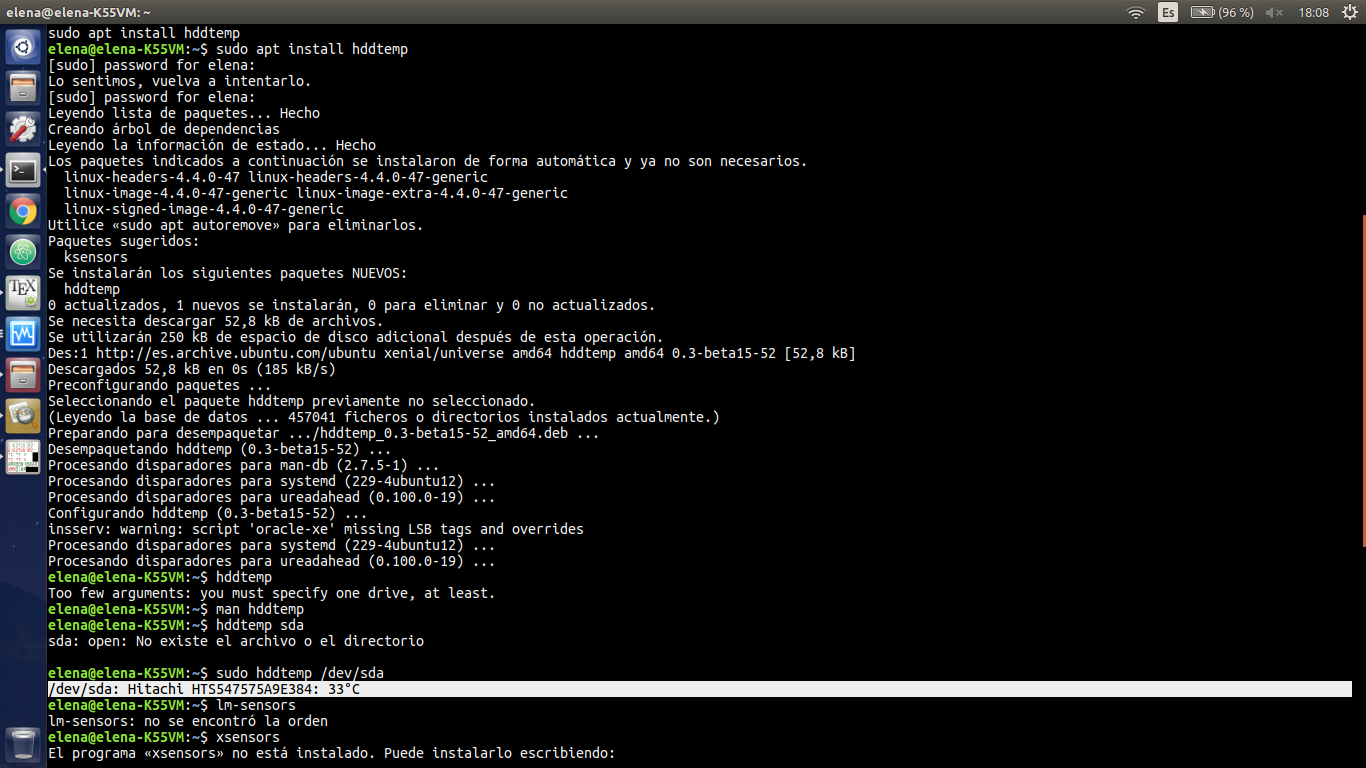 elena@elena-K55VM: ~
Es
(96 %)
18:08
sudo apt install hddtemp
elena@elena-K55VM:~$ sudo apt install hddtemp
[sudo] password for elena:
Lo sentimos, vuelva a intentarlo.
[sudo] password for elena:
Leyendo lista de paquetes... Hecho
Creando árbol de dependencias
Leyendo la información de estado... Hecho
Los paquetes indicados a continuación se instalaron de forma automática y ya no son necesarios.
linux-headers-4.4.0-47 linux-headers-4.4.0-47-generic
linux-image-4.4.0-47-generic linux-image-extra-4.4.0-47-generic
linux-signed-image-4.4.0-47-generic
Utilice «sudo apt autoremove» para eliminarlos.
Paquetes sugeridos:
ksensors
Se instalarán los siguientes paquetes NUEVOS:
hddtemp
0 actualizados, 1 nuevos se instalarán, 0 para eliminar y 0 no actualizados.
Se necesita descargar 52,8 kB de archivos.
Se utilizarán 250 kB de espacio de disco adicional después de esta operación.
Des:1 http://es.archive.ubuntu.com/ubuntu xenial/universe amd64 hddtemp amd64 0.3-beta15-52 [52,8 kB]
Descargados 52,8 kB en 0s (185 kB/s)
Preconfigurando paquetes ...
Seleccionando el paquete hddtemp previamente no seleccionado.
(Leyendo la base de datos ... 457041 ficheros o directorios instalados actualmente.)
Preparando para desempaquetar .../hddtemp_0.3-beta15-52_amd64.deb ...
Desempaquetando hddtemp (0.3-beta15-52) ...
Procesando disparadores para man-db (2.7.5-1) ...
Procesando disparadores para systemd (229-4ubuntu12) ...
Procesando disparadores para ureadahead (0.100.0-19) ...
Configurando hddtemp (0.3-beta15-52) ...
insserv: warning: script 'oracle-xe' missing LSB tags and overrides
Procesando disparadores para systemd (229-4ubuntu12) ...
Procesando disparadores para ureadahead (0.100.0-19) ...
elena@elena-K55VM:~$ hddtemp
Too few arguments: you must specify one drive, at least.
elena@elena-K55VM:~$ man hddtemp
elena@elena-K55VM:~$ hddtemp sda
sda: open: No existe el archivo o el directorio
elena@elena-K55VM:~$ sudo hddtemp /dev/sda
/dev/sda: Hitachi HTS547575A9E384: 33°C
elena@elena-K55VM:~$ lm-sensors
lm-sensors: no se encontró la orden
elena@elena-K55VM:~$ xsensors
El programa «xsensors» no está instalado. Puede instalarlo escribiendo:
TEX